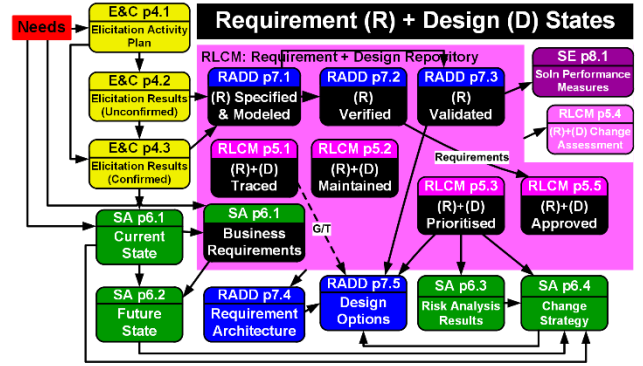 Needs
E&C p4.1
Elicitation Activity
Plan
Requirement (R) + Design (D) States
RLCM: Requirement + Design Repository
E&C p4.2
Elicitation Results
(Unconfirmed)
RADD p7.1
(R) Specified
& Modeled
RADD p7.2
(R)
Verified
RADD p7.3
(R)
Validated
SE p8.1
Soln Performance
Measures
RLCM p5.4
(R)+(D) Change
Assessment
E&C p4.3
Elicitation Results
(Confirmed)
RLCM p5.1
(R)+(D)
Traced
RLCM p5.2
(R)+(D)
Maintained
Requirements
RLCM p5.3
(R)+(D)
Prioritised
RLCM p5.5
(R)+(D)
Approved
SA p6.1
Current
State
SA p6.1
Business
Requirements
G/T
SA p6.2
Future
State
RADD p7.4
Requirement
Architecture
RADD p7.5
Design
Options
SA p6.3
Risk Analysis
Results
SA p6.4
Change
Strategy